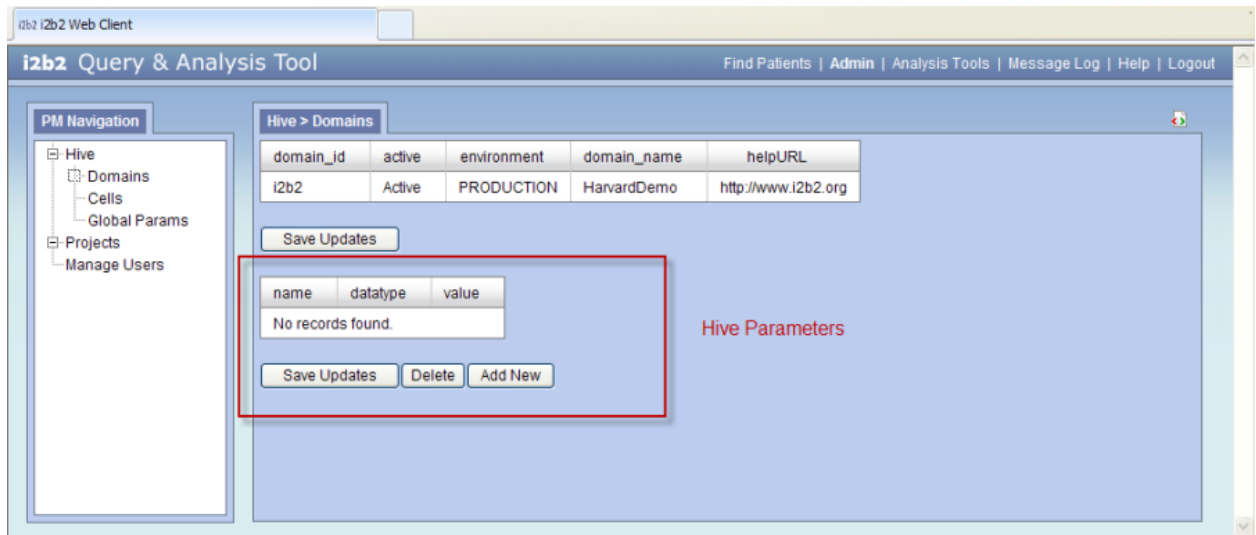 i2b2 i2b2 Web Client
i2b2 Query & Analysis Tool
Find Patients | Admin | Analysis Tools | Message Log | Help | Logout
PM Navigation
Hive
Domains
Cells
Global Params
Projects
Manage Users
Hive > Domains
domain_id active environment domain_name helpURL
i2b2 Active PRODUCTION HarvardDemo http://www.i2b2.org
Save Updates
name datatype value
No records found.
Hive Parameters
Save Updates Delete Add New